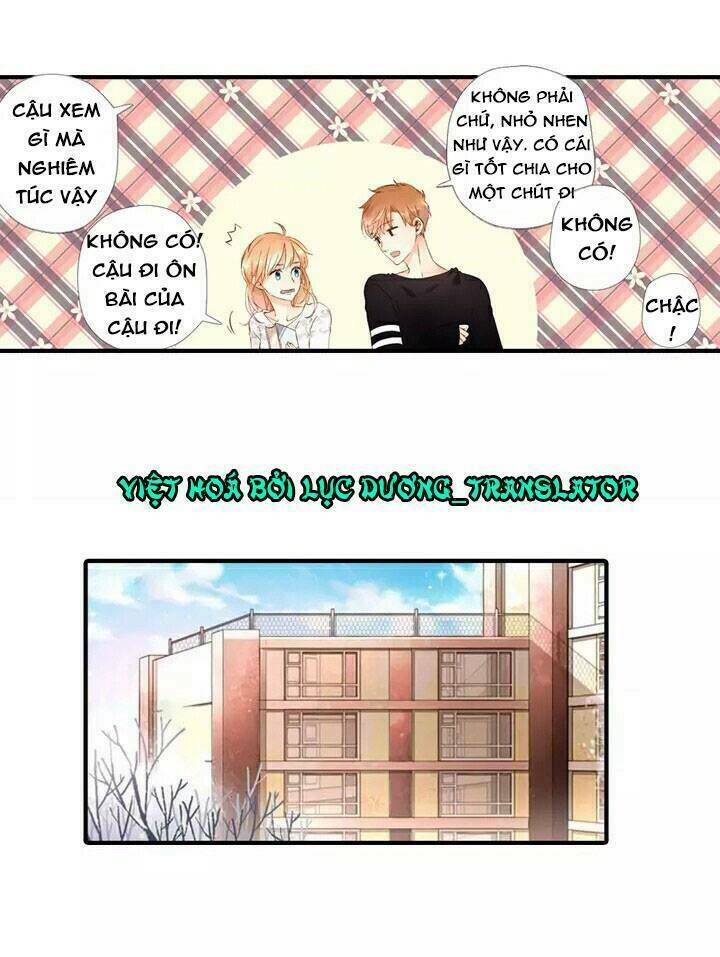 CẬU XEM
GÌ MÀ
NGHIÊM
TÚC VẬY
KHÔNG CÓ!
CẬU ĐI ÔN
BÀI CỦA
CẬU ĐI!
KHÔNG PHẢI
CHỨ, NHỎ NHEN
NHƯ VẬY. CÓ CÁI
GÌ TỐT CHIA CHO
MỘT CHÚT ĐI
KHÔNG
CÓ!
CHẬC
!
VIỆT HOÁ BỞI LỤC DƯƠNG_TRANSLATOR